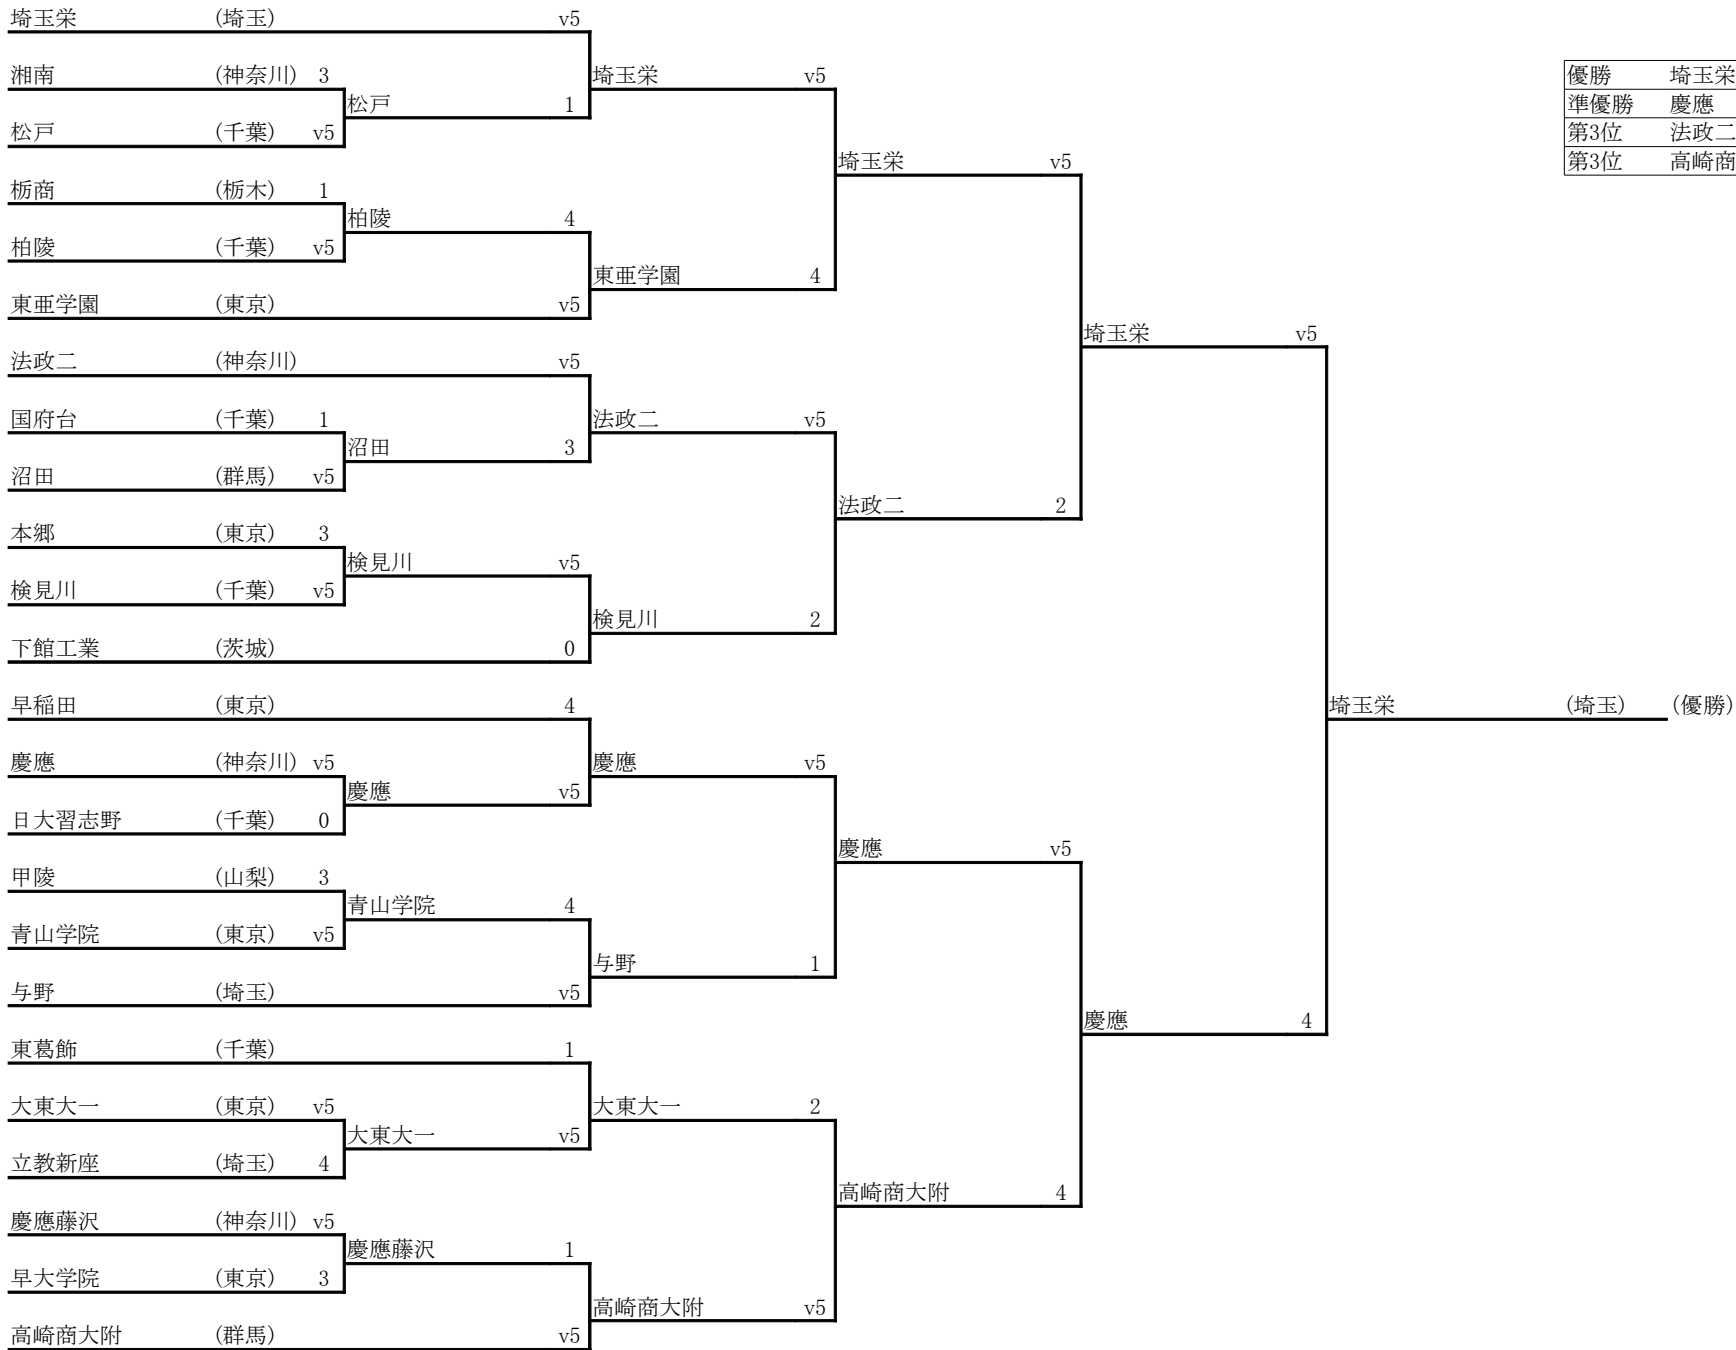 埼玉栄 (埼玉) v5
湘南 (神奈川) 3 埼玉栄 v5 優勝 埼玉栄
松戸 1 準優勝 慶應
松戸 (千葉) v5 第3位 法政二
埼玉栄 v5 第3位 高崎商
栃商 (栃木) 1
柏陵 4
柏陵 (千葉) v5
東亜学園 4
東亜学園 (東京) v5
埼玉栄 v5
法政二 (神奈川) v5
国府台 (千葉) 1 法政二 v5
沼田 3
沼田 (群馬) v5
法政二 2
本郷 (東京) 3
検見川 v5
検見川 (千葉) v5
検見川 2
下館工業 (茨城) 0
早稲田 (東京) 4 埼玉栄 (埼玉) (優勝)
慶應 (神奈川) v5 慶應 v5
慶應 v5
日大習志野 (千葉) 0
慶應 v5
甲陵 (山梨) 3
青山学院 4
青山学院 (東京) v5
与野 1
与野 (埼玉) v5
慶應 4
東葛飾 (千葉) 1
大東大一 (東京) v5 大東大一 2
大東大一 v5
立教新座 (埼玉) 4
高崎商大附 4
慶應藤沢 (神奈川) v5
慶應藤沢 1
早大学院 (東京) 3
高崎商大附 v5
高崎商大附 (群馬) v5